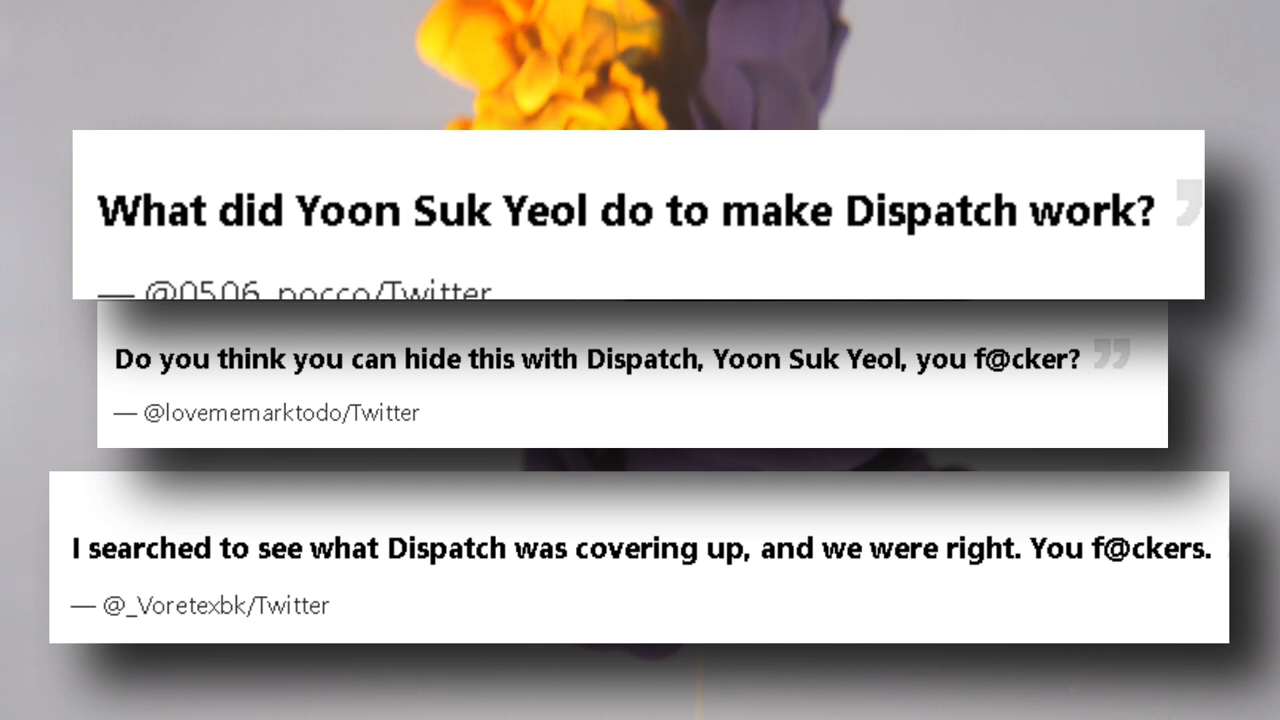 What did Yoon Suk Yeol do to make Dispatch work? ”
— @0506_pocco/Twitter
Do you think you can hide this with Dispatch, Yoon Suk Yeol, you f@cker? ”
— @lovememarktodo/Twitter
I searched to see what Dispatch was covering up, and we were right. You f@ckers.
— @_Voretexbk/Twitter